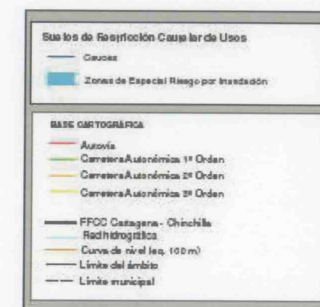 Suelos de Restricción Cautelar de Usos
Cauces
Zonas de Especial Riesgo por Inundación
BASE CARTOGRÁFICA
Autovía
Carretera Autonómica 1º Orden
Carretera Autonómica 2º Orden
Carretera Autonómica 3º Orden
FFCC Cartagena - Chinchilla
Red hidrográfica
Curva de nivel (eq. 100 m)
Límite del ámbito
Límite municipal